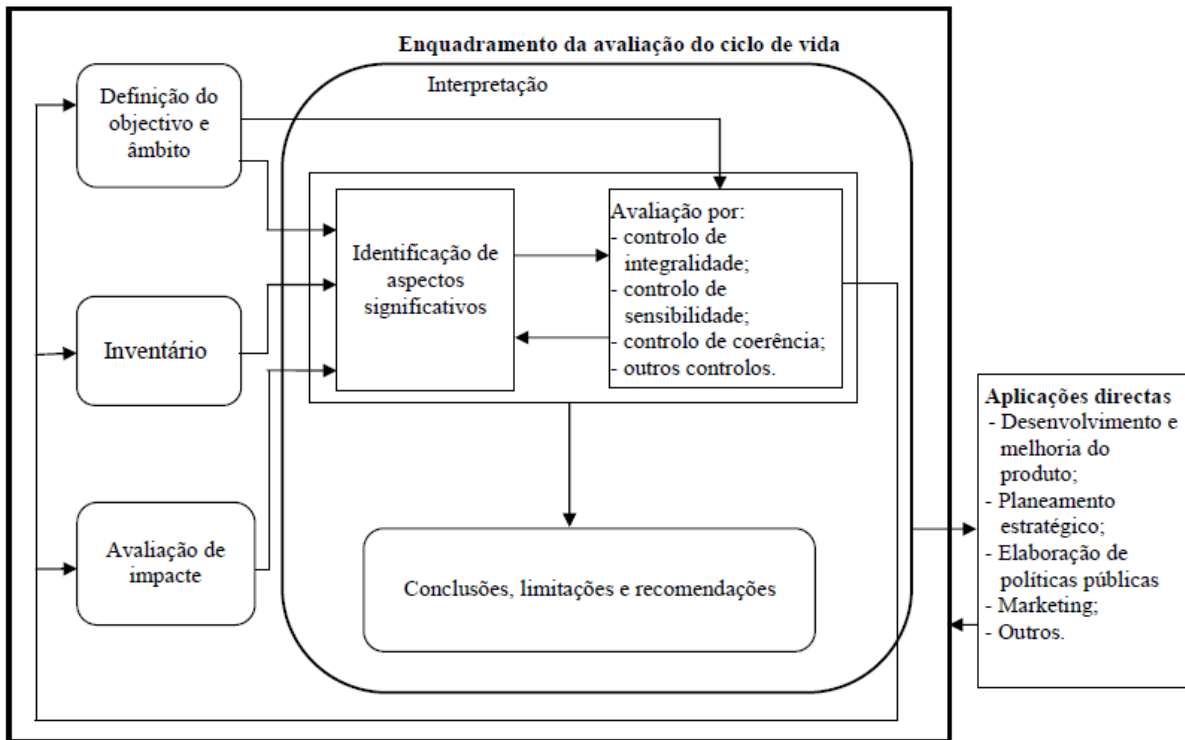 Enquadramento da avaliação do ciclo de vida
Interpretação
Definição do
objectivo e
âmbito
Inventário
Avaliação de
impacte
Identificação de
aspectos
significativos
Avaliação por:
- controlo de
integralidade;
- controlo de
sensibilidade;
- controlo de coerência;
- outros controlos.
Conclusões, limitações e recomendações
Aplicações directas
- Desenvolvimento e
melhoria do
produto;
- Planeamento
estratégico;
- Elaboração de
políticas públicas
- Marketing;
- Outros.